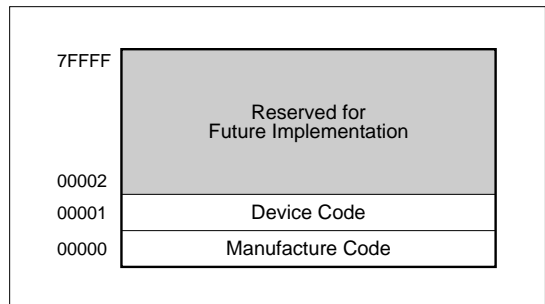 7FFFF
Reserved for
Future Implementation
00002
00001 Device Code
00000 Manufacture Code